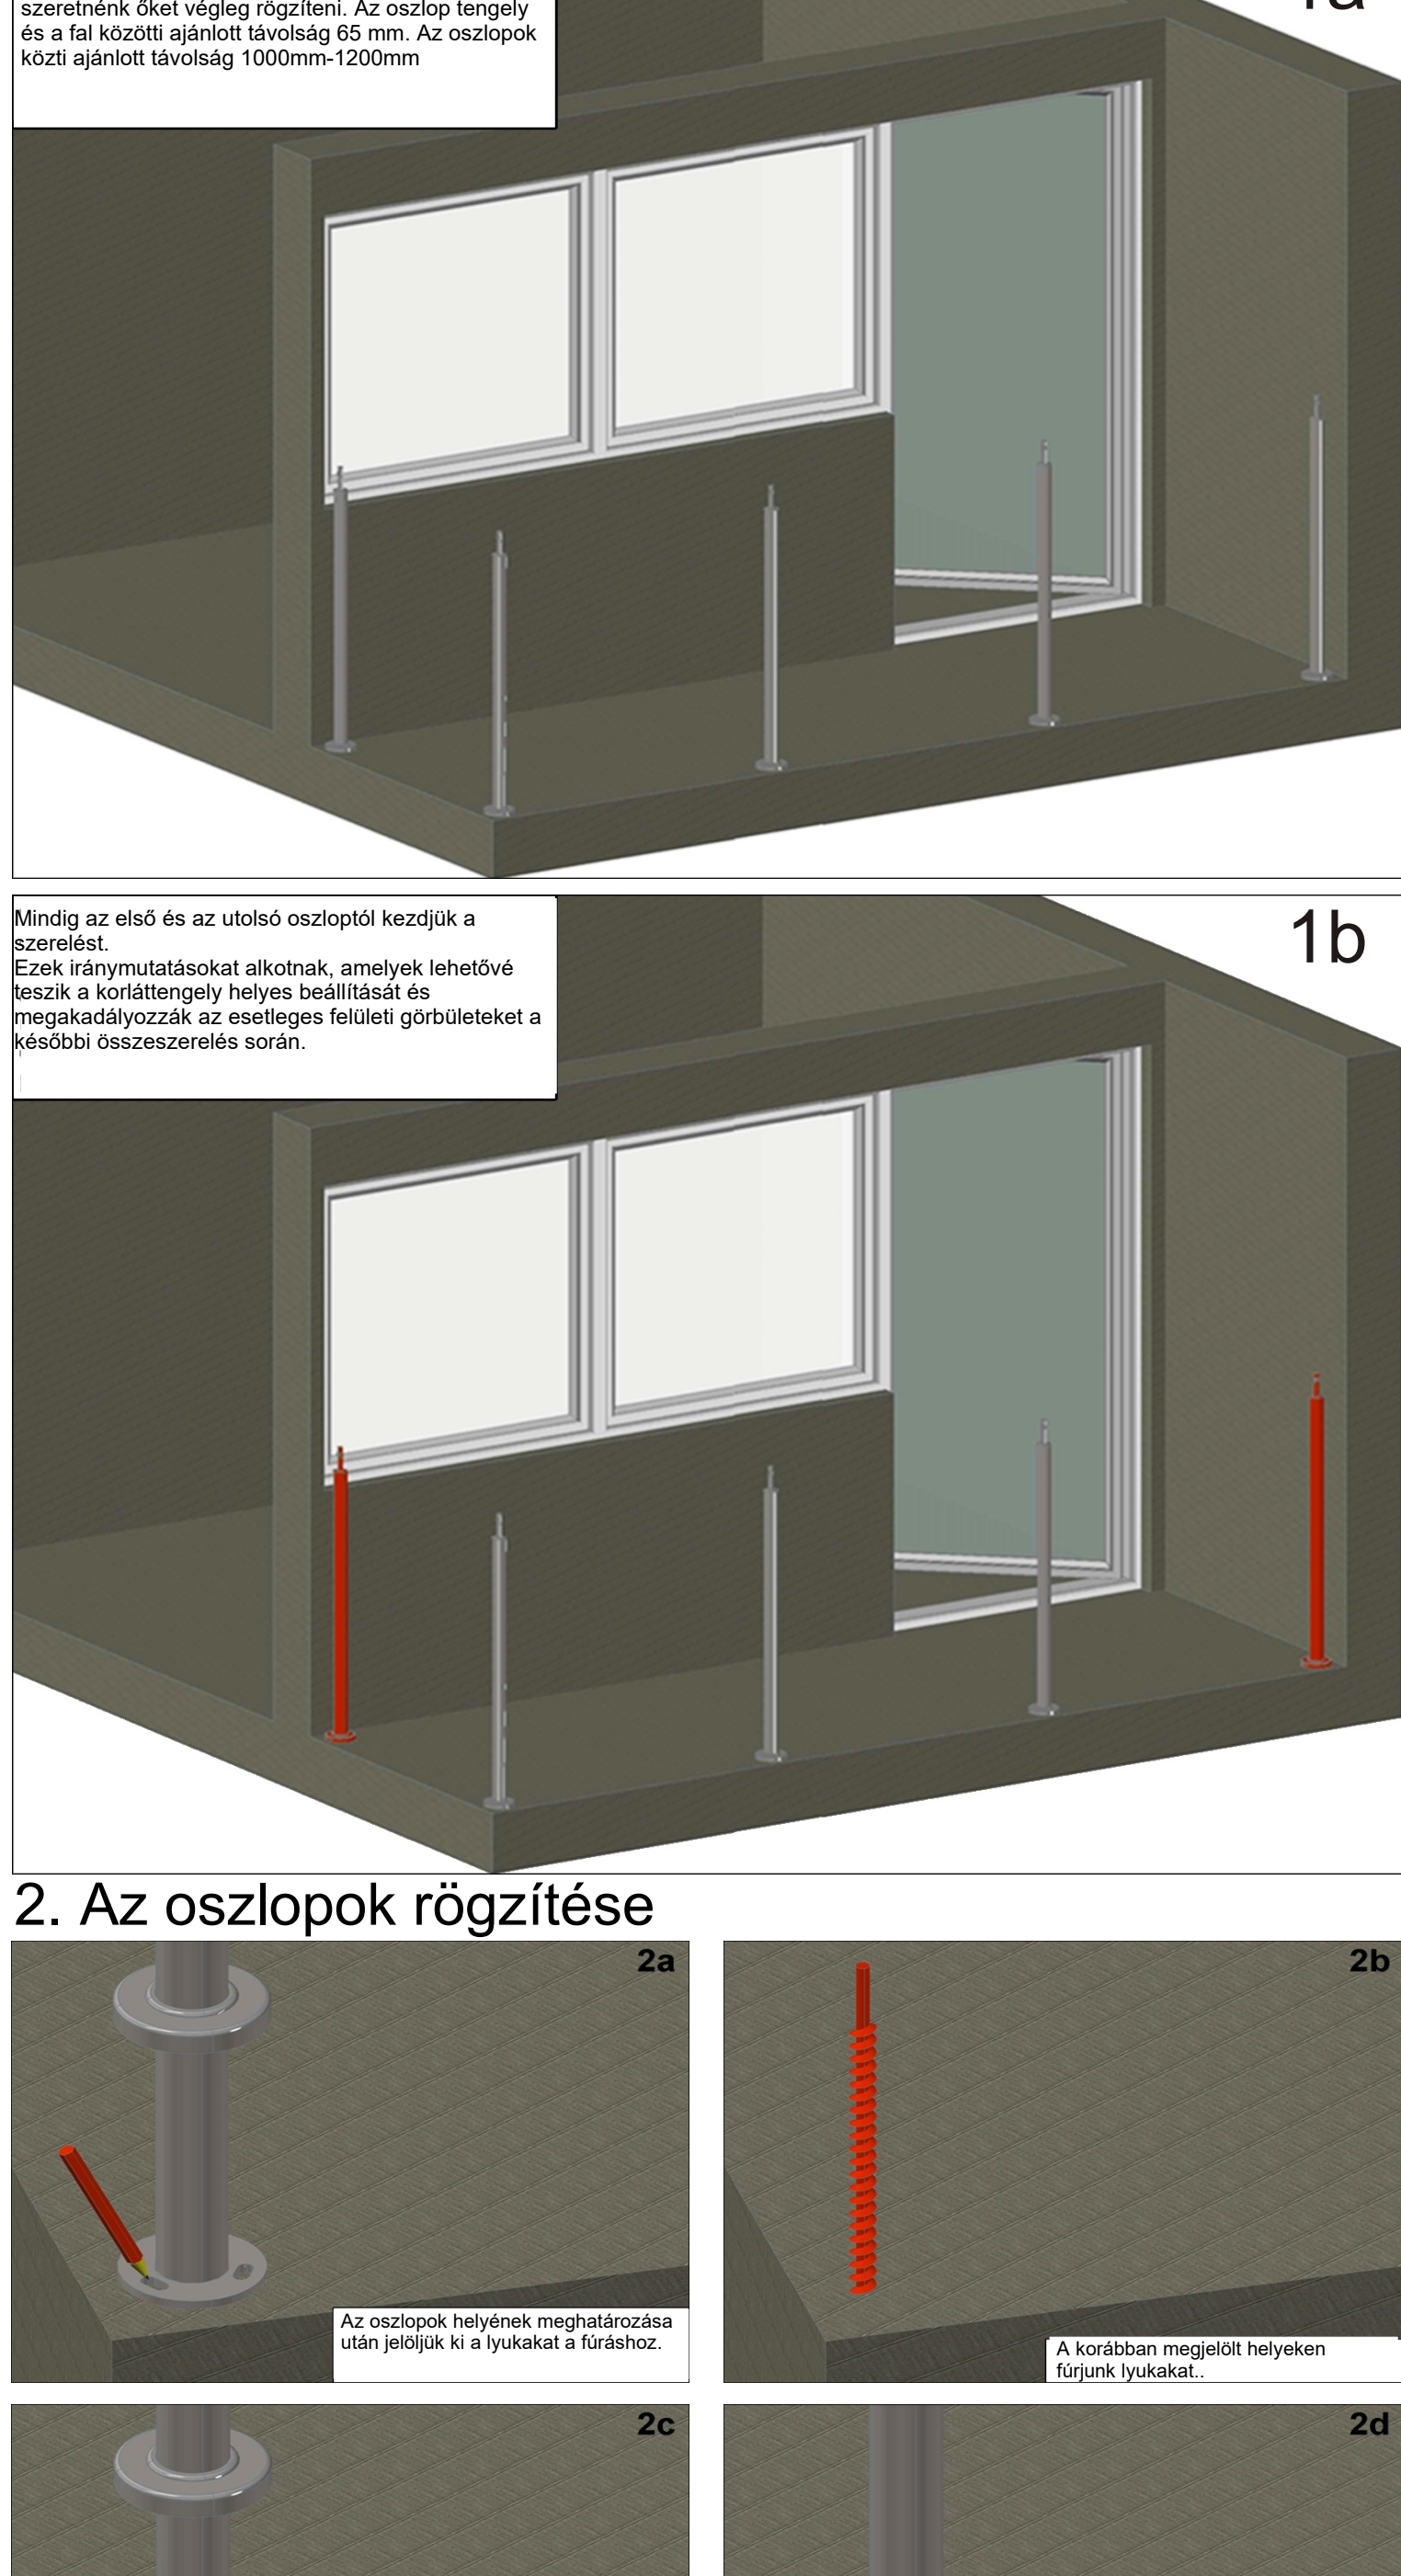 szeretnénk őket végleg rögzíteni. Az oszlop tengely
és a fal közötti ajánlott távolság 65 mm. Az oszlopok
közti ajánlott távolság 1000mm-1200mm
1a
Mindig az első és az utolsó oszloptól kezdjük a
szerelést.
Ezek iránymutatásokat alkotnak, amelyek lehetővé
teszik a korláttengely helyes beállítását és
megakadályozzák az esetleges felületi görbületeket a
későbbi összeszerelés során.
1b
2. Az oszlopok rögzítése
2a
Az oszlopok helyének meghatározása
után jelöljük ki a lyukakat a fúráshoz.
2b
A korábban megjelölt helyeken
fúrjunk lyukakat..
2c
2d